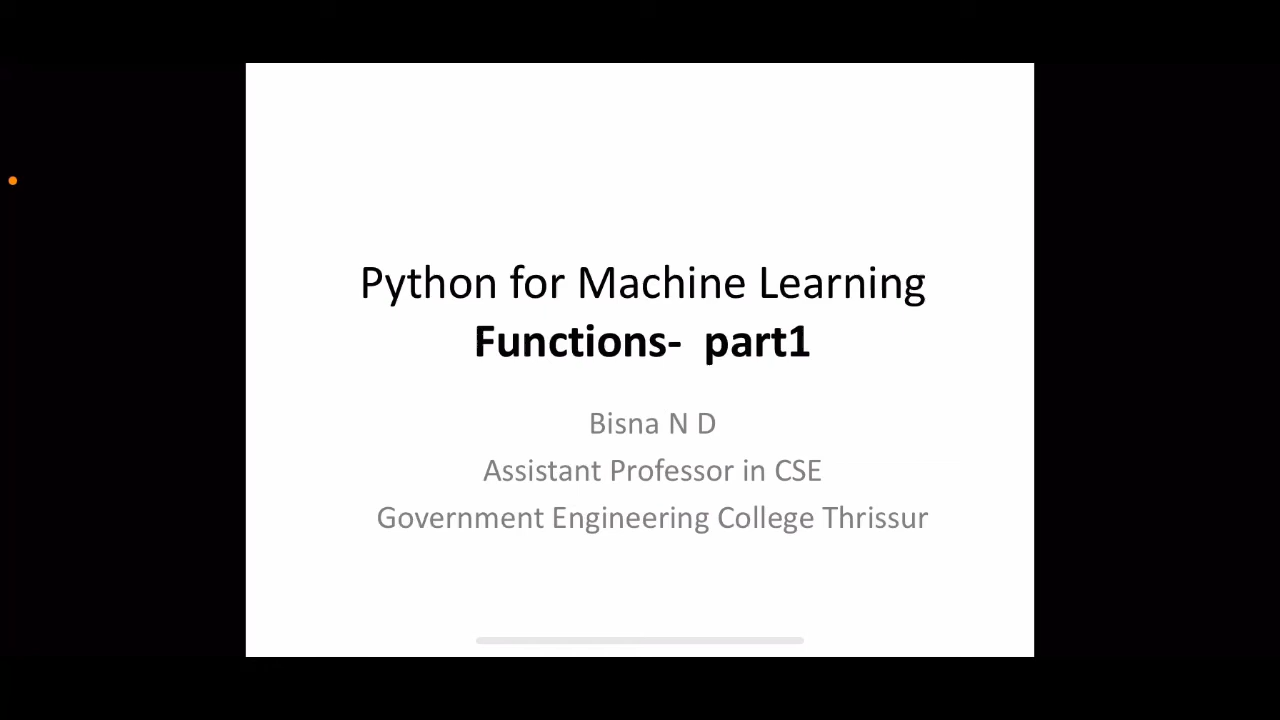 Python for Machine Learning
Functions-  part1
Bisna N D
Assistant Professor in CSE
Government Engineering College Thrissur